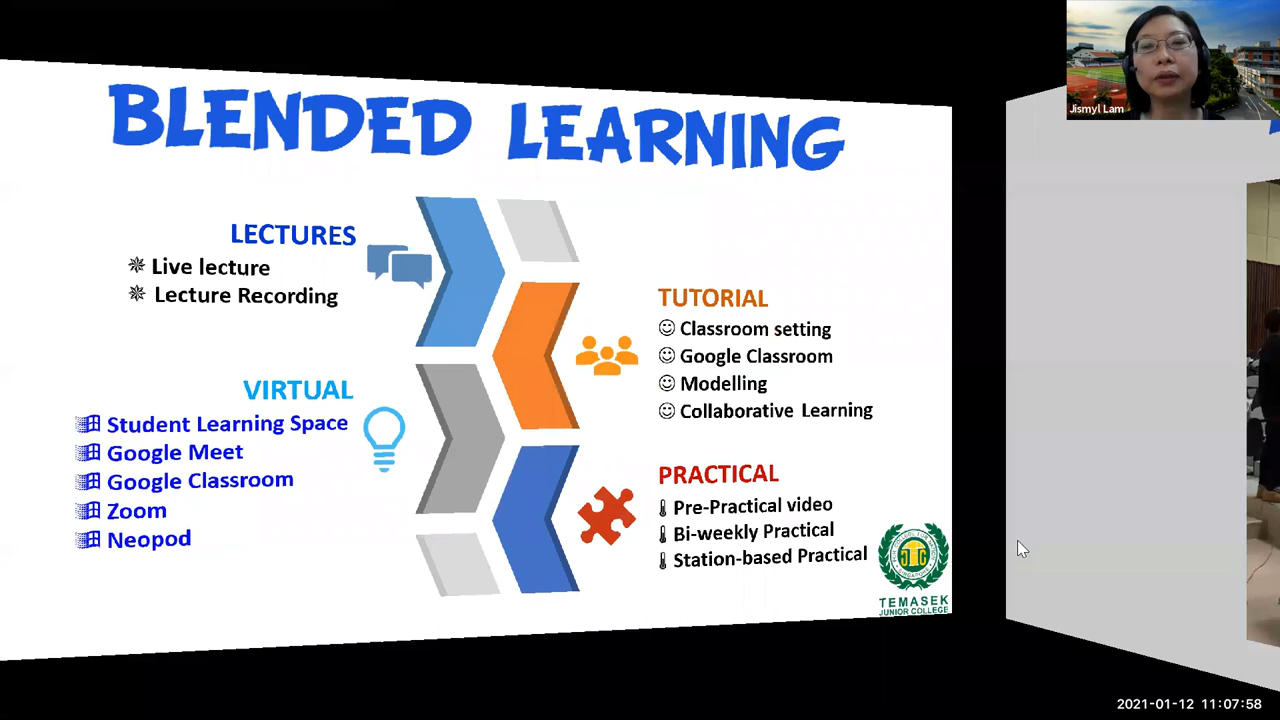 Jismyl Lam
BLENDED LEARNING
LECTURES
Live lecture
Lecture Recording
TUTORIAL
Classroom setting
Google Classroom
Modelling
Collaborative Learning
VIRTUAL
Student Learning Space
Google Meet
Google Classroom
Zoom
Neopod
PRACTICAL
Pre-Practical video
Bi-weekly Practical
Station-based Practical
TEMASEK
JUNIOR COLLEGE
2021-01-12 11:07:58